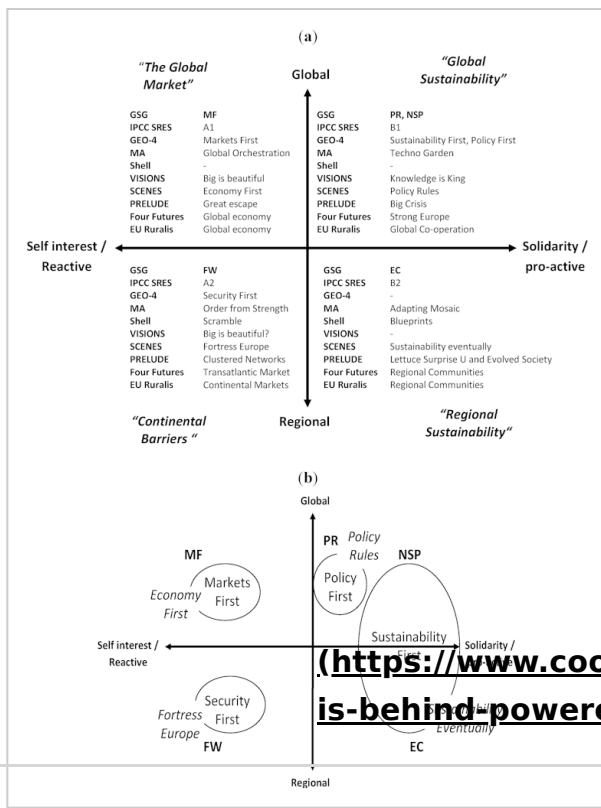 (a)
"The Global
Market"
Global
"Global
Sustainability"
GSG MF
IPCC SRES A1
GEO-4 Markets First
MA Global Orchestration
Shell -
VISIONS Big is beautiful
SCENES Economy First
PRELUDE Great escape
Four Futures Global economy
EU Ruralis Global economy
GSG PR, NSP
IPCC SRES B1
GEO-4 Sustainability First, Policy First
MA Techno Garden
Shell -
VISIONS Knowledge is King
SCENES Policy Rules
PRELUDE Big Crisis
Four Futures Strong Europe
EU Ruralis Global Co-operation
Self interest /
Reactive
Solidarity /
pro-active
GSG FW
IPCC SRES A2
GEO-4 Security First
MA Order from Strength
Shell Scramble
VISIONS Big is beautiful?
SCENES Fortress Europe
PRELUDE Clustered Networks
Four Futures Transatlantic Market
EU Ruralis Continental Markets
GSG EC
IPCC SRES B2
GEO-4 -
MA Adapting Mosaic
Shell Blueprints
VISIONS -
SCENES Sustainability eventually
PRELUDE Lettuce Surprise U and Evolved Society
Four Futures Regional Communities
EU Ruralis Regional Communities
"Continental
Barriers "
Regional
"Regional
Sustainability"
(b)
Global
PR Policy
Rules
MF
NSP
Markets
First
Economy
First
Policy
First
Sustainability
First
Self interest /
Reactive
Solidarity /
(https://www.coo
is-behind-powere
Security
First
Fortress
Europe
Eventually
FW
EC
Regional